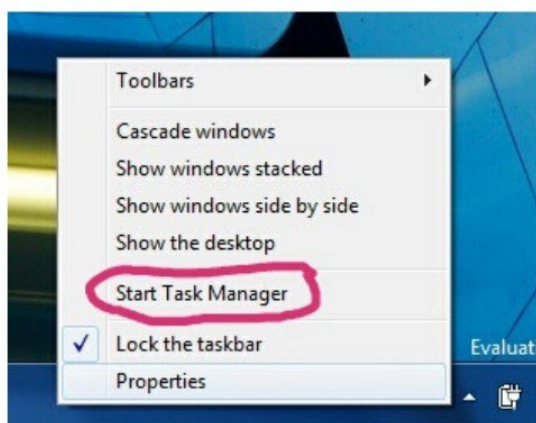 Toolbars
Cascade windows
Show windows stacked
Show windows side by side
Show the desktop
Start Task Manager
Lock the taskbar
Evaluat
Properties